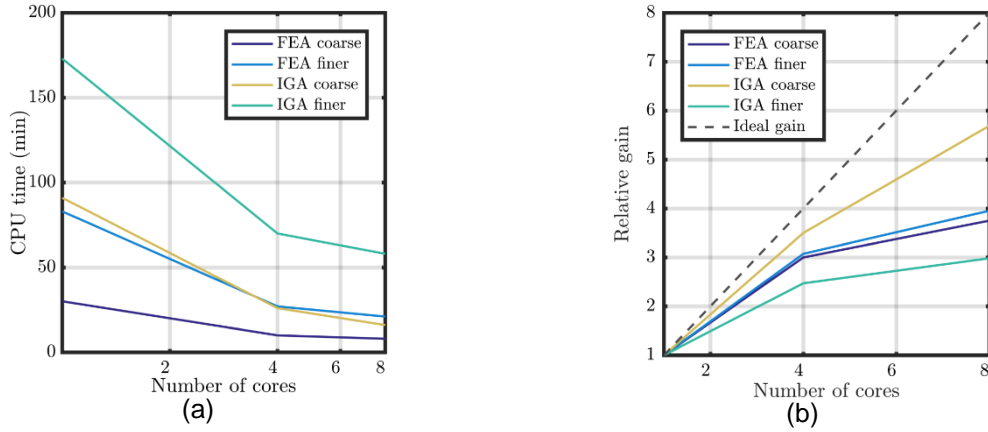 200
150
100
50
0
CPU time (min)
FEA coarse
FEA finer
IGA coarse
IGA finer
2
4
6
8
Number of cores
(a)
8
7
6
5
4
3
2
1
Relative gain
FEA coarse
FEA finer
IGA coarse
IGA finer
Ideal gain
2
4
6
8
Number of cores
(b)